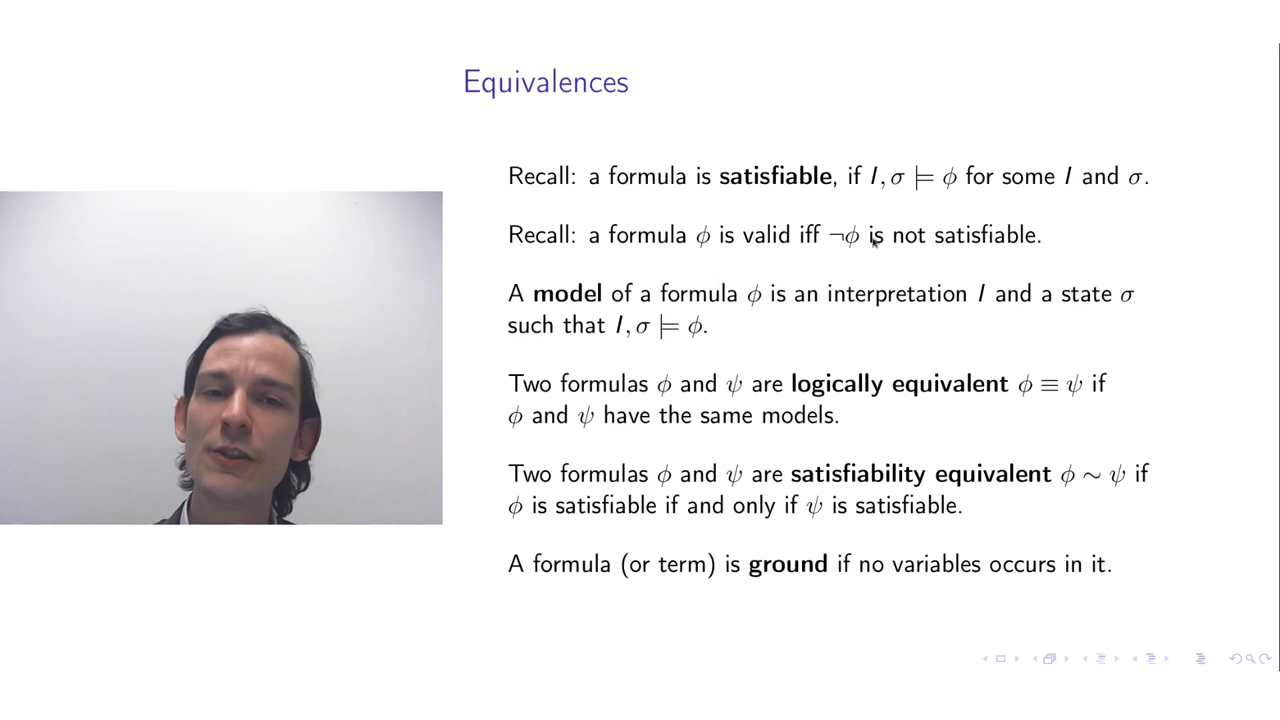 Equivalences
Recall: a formula is satisfiable, if I, σ ⊨ ϕ for some I and σ.
Recall: a formula ϕ is valid iff ¬ϕ is not satisfiable.
A model of a formula ϕ is an interpretation I and a state σ
such that I, σ ⊨ ϕ.
Two formulas ϕ and ψ are logically equivalent ϕ ≡ ψ if
ϕ and ψ have the same models.
Two formulas ϕ and ψ are satisfiability equivalent ϕ ∼ ψ if
ϕ is satisfiable if and only if ψ is satisfiable.
A formula (or term) is ground if no variables occurs in it.